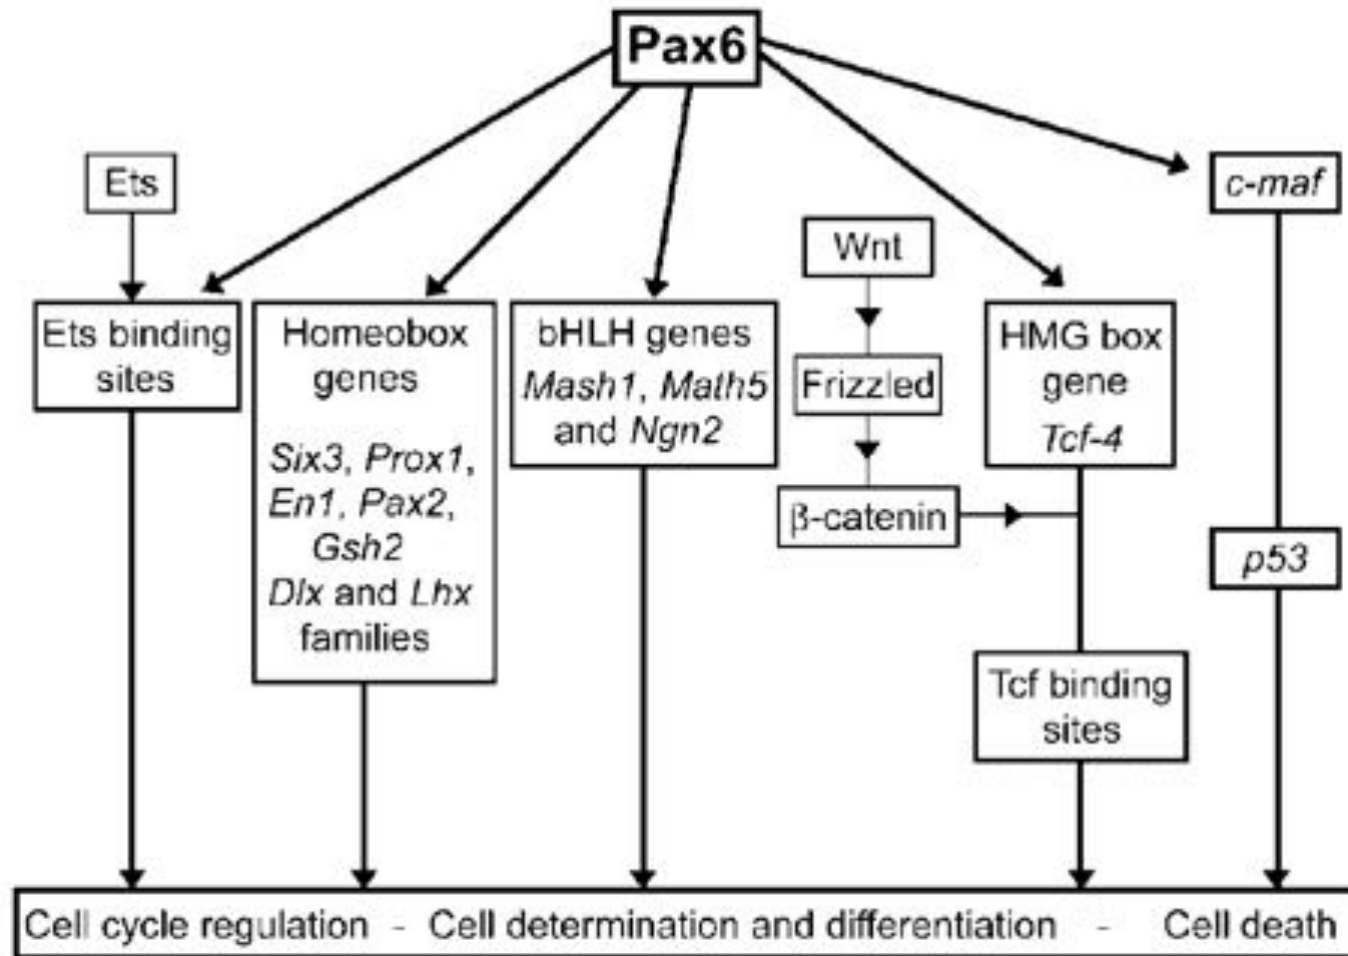 Pax6
Ets
c-maf
Wnt
Ets binding
sites
Homeobox
genes
Six3, Prox1,
En1, Pax2,
Gsh2
Dlx and Lhx
families
bHLH genes
Mash1, Math5
and Ngn2
Frizzled
β-catenin
HMG box
gene
Tcf-4
p53
Tcf binding
sites
Cell cycle regulation - Cell determination and differentiation - Cell death